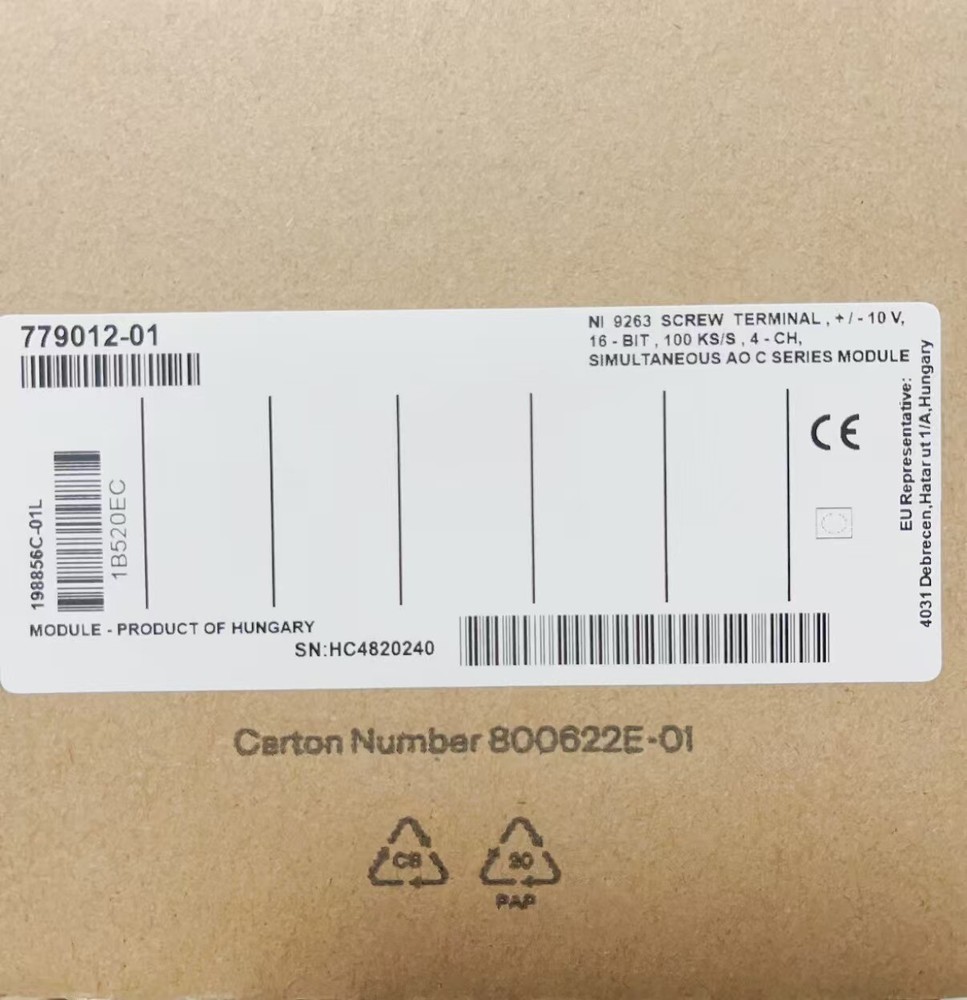 779012-01
NI 9263 SCREW TERMINAL, +/-10 V,
16-BIT, 100 KS/S, 4-CH,
SIMULTANEOUS AO C SERIES MODULE
198856C-01L
1B520EC
CE
EU Representative:
4031 Debrecen,Hatar ut 1/A,Hungary
MODULE - PRODUCT OF HUNGARY
SN:HC4820240
Carton Number 800622E-01
20
PAP